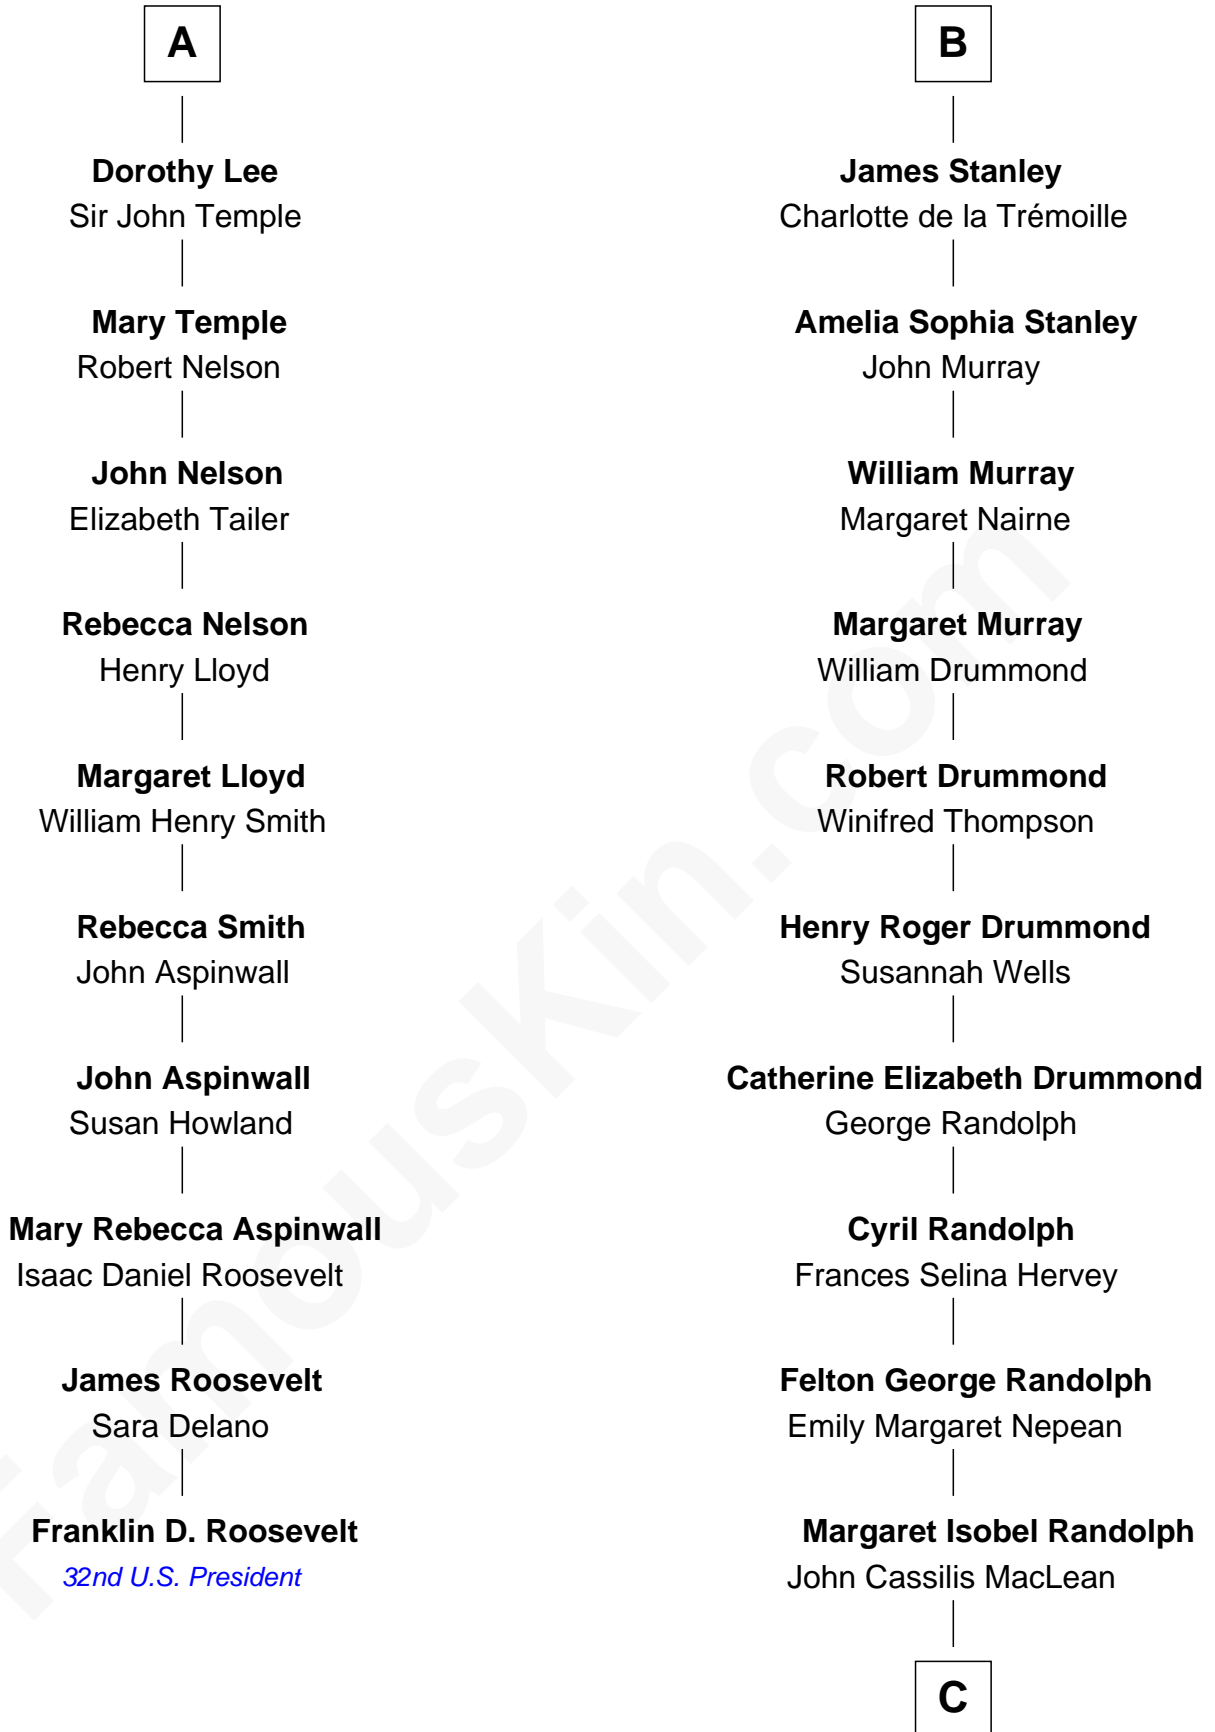 A
Dorothy Lee
Sir John Temple
Mary Temple
Robert Nelson
John Nelson
Elizabeth Tailer
Rebecca Nelson
Henry Lloyd
Margaret Lloyd
William Henry Smith
Rebecca Smith
John Aspinwall
John Aspinwall
Susan Howland
Mary Rebecca Aspinwall
Isaac Daniel Roosevelt
James Roosevelt
Sara Delano
Franklin D. Roosevelt
32nd U.S. President
B
James Stanley
Charlotte de la Trémoille
Amelia Sophia Stanley
John Murray
William Murray
Margaret Nairne
Margaret Murray
William Drummond
Robert Drummond
Winifred Thompson
Henry Roger Drummond
Susannah Wells
Catherine Elizabeth Drummond
George Randolph
Cyril Randolph
Frances Selina Hervey
Felton George Randolph
Emily Margaret Nepean
Margaret Isobel Randolph
John Cassilis MacLean
C
FamousKin.com